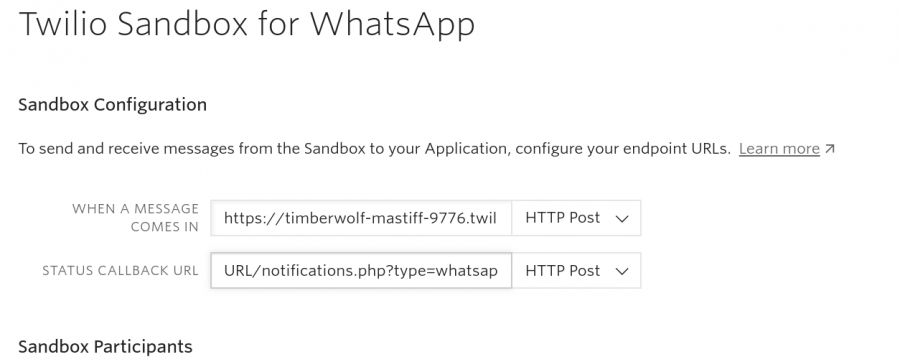 Twilio Sandbox for WhatsApp
Sandbox Configuration
To send and receive messages from the Sandbox to your Application, configure your endpoint URLs. Learn more
WHEN A MESSAGE
COMES IN
https://timberwolf-mastiff-9776.twil
HTTP Post
STATUS CALLBACK URL
URL/notifications.php?type=whatsap
HTTP Post
Sandbox Participants